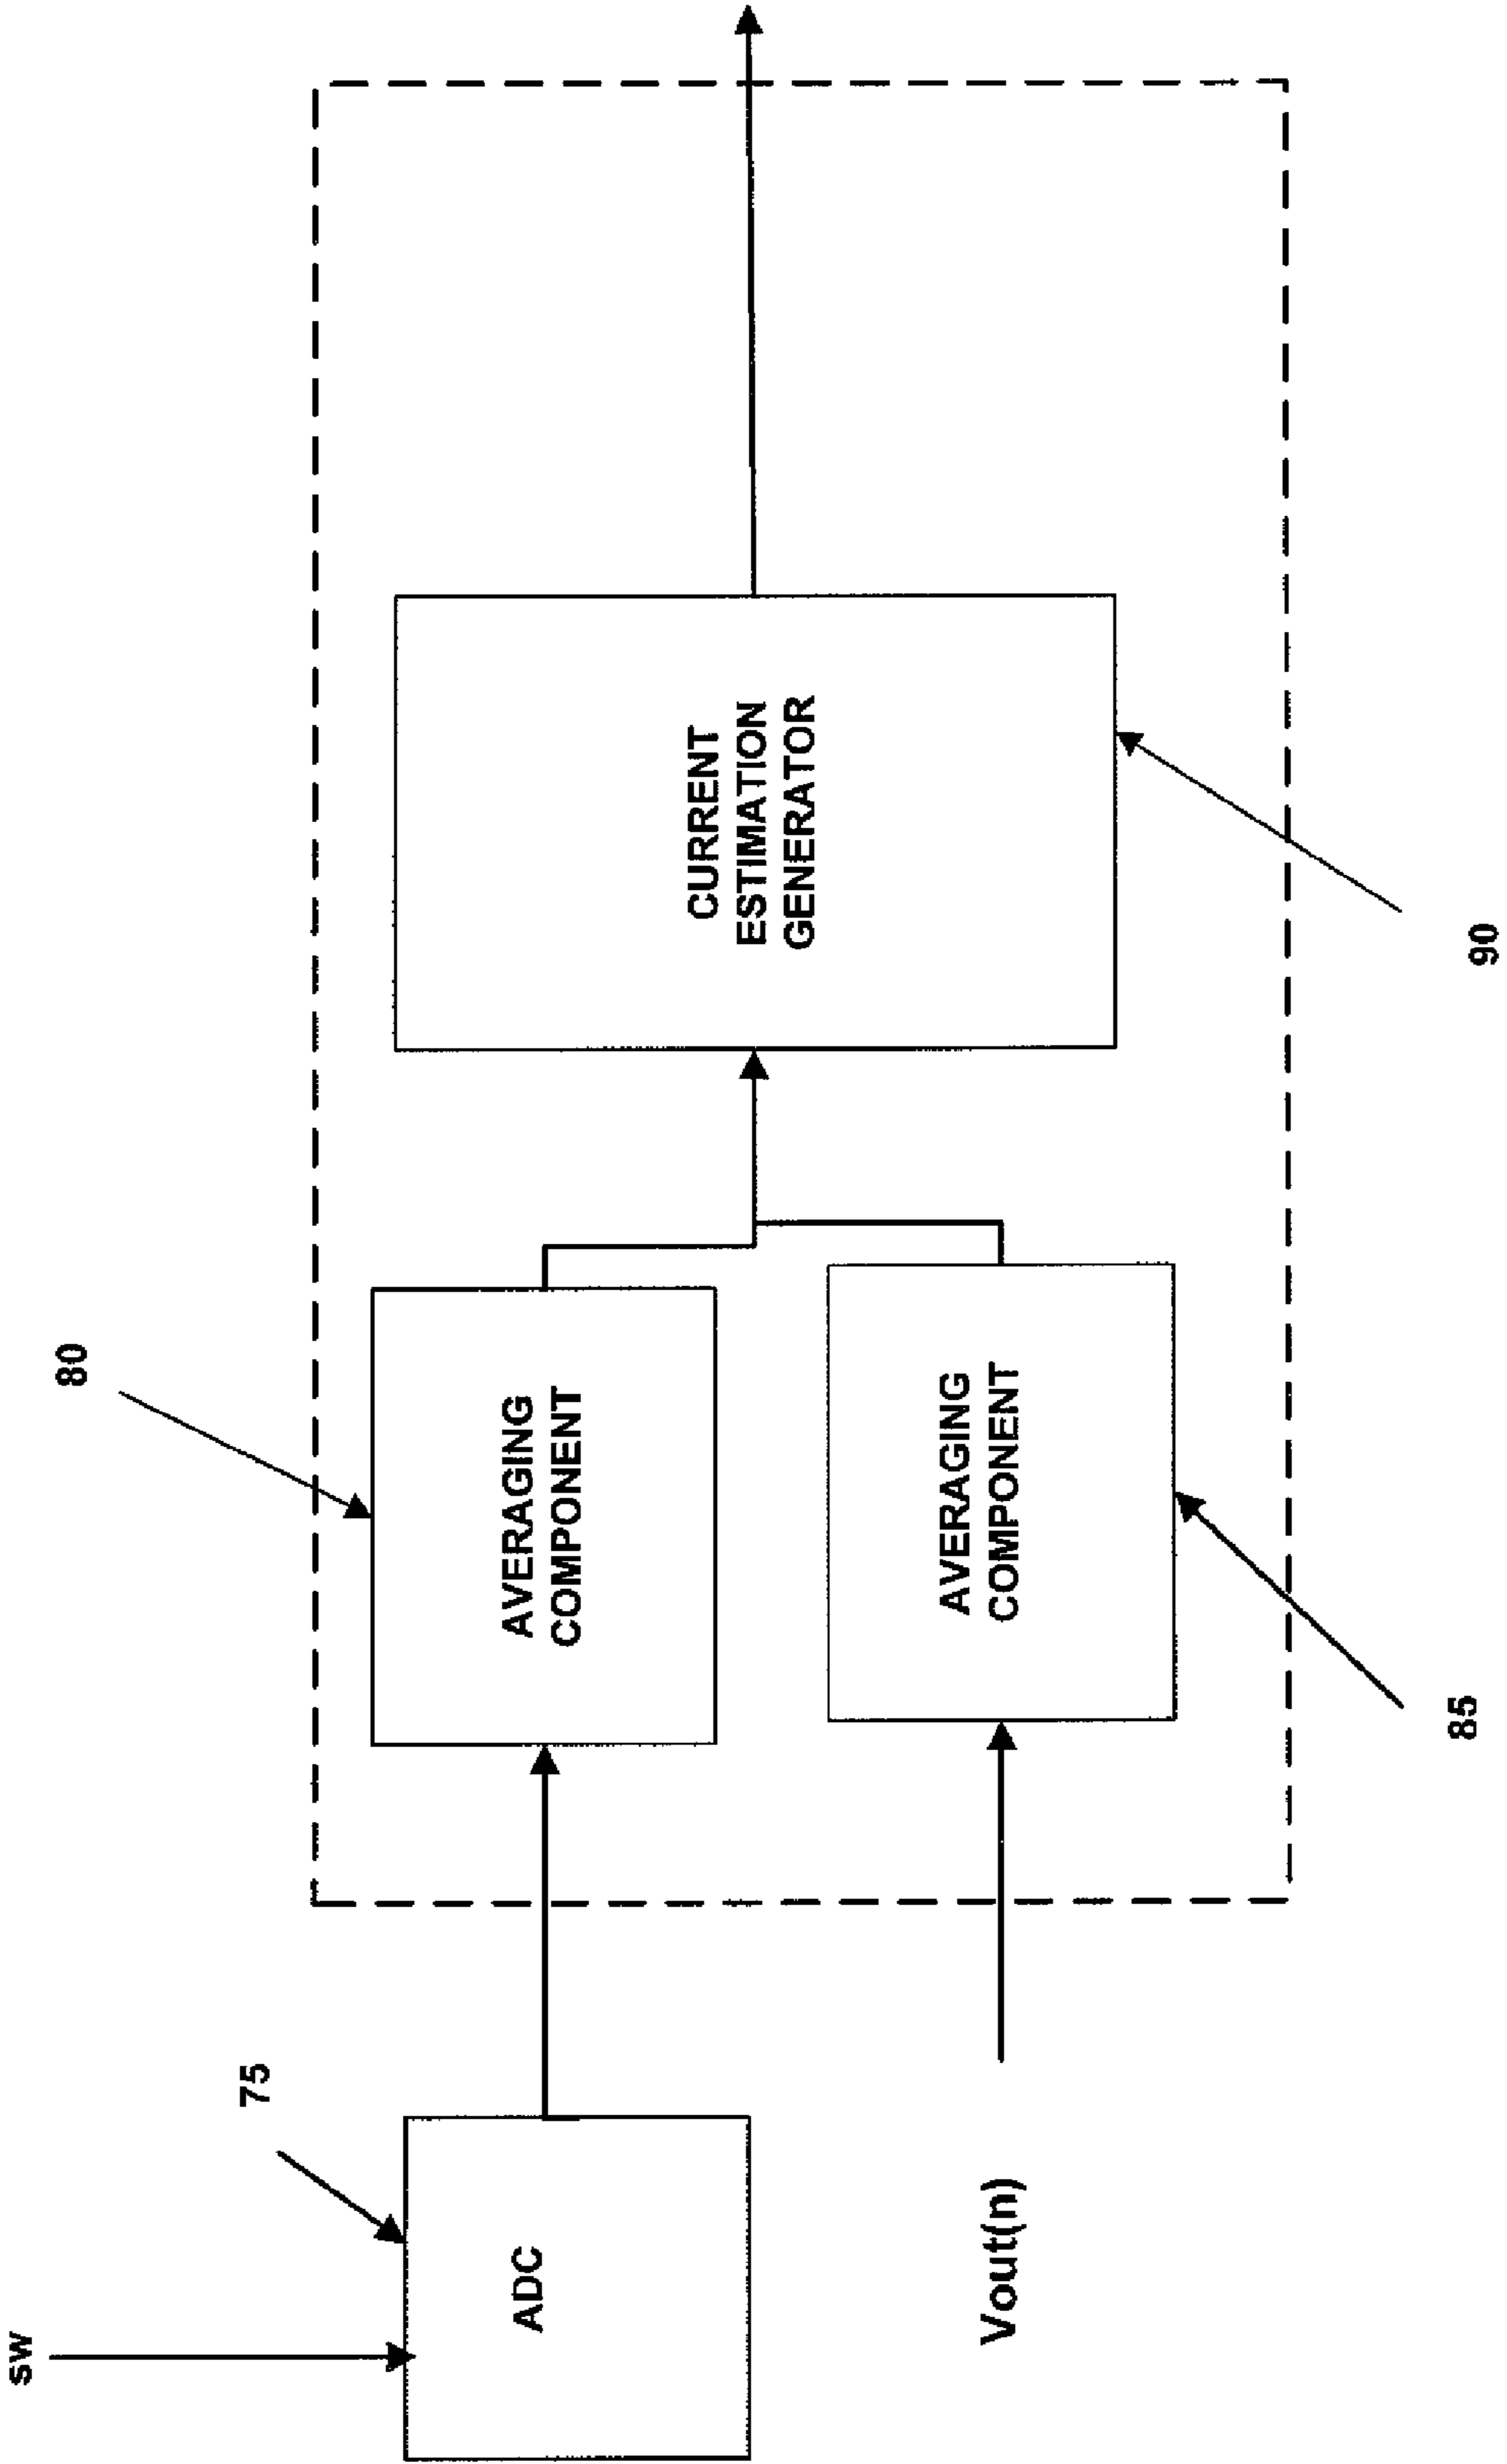 sw
75
ADC
80
AVERAGING
COMPONENT
CURRENT
ESTIMATION
GENERATOR
Vout(n)
AVERAGING
COMPONENT
85
90